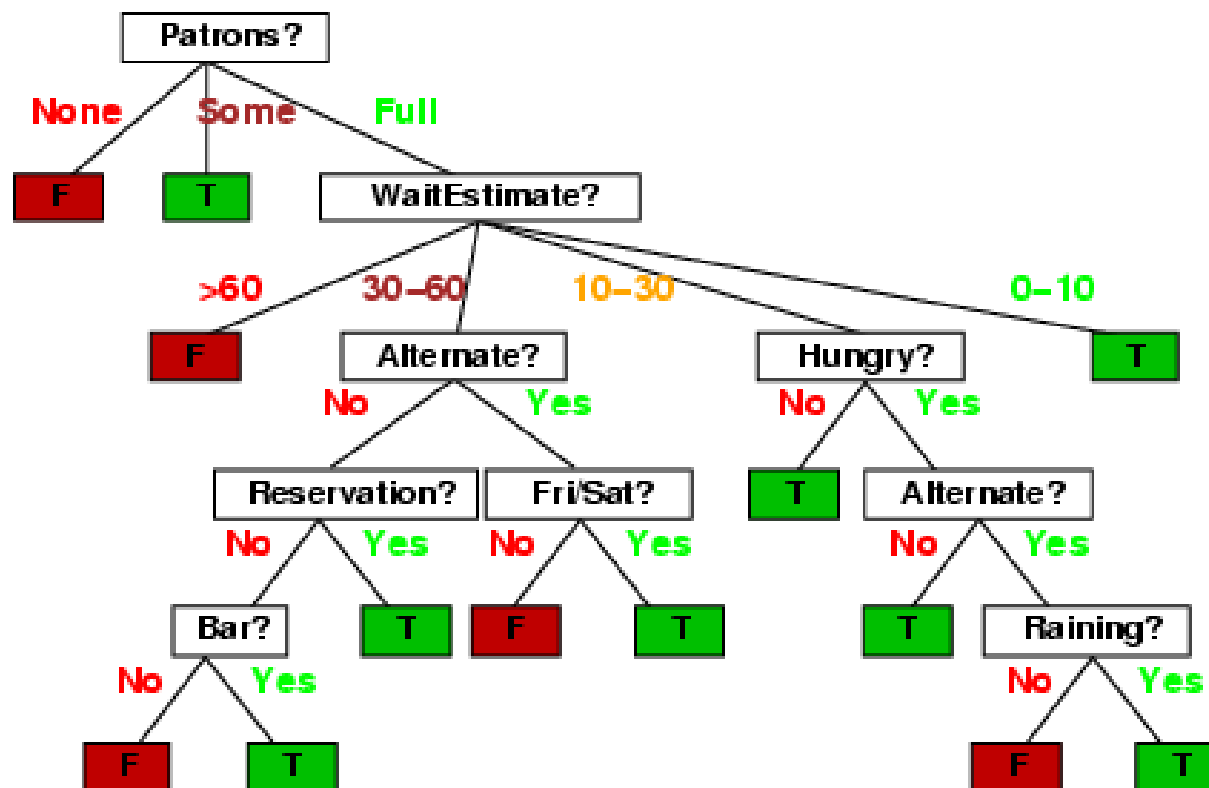 Patrons?
None Some Full
F T WaitEstimate?
>60 30–60 10–30 0–10
F Alternate? Hungry? T
No Yes No Yes
Reservation? Fri/Sat? T Alternate?
No Yes No Yes No Yes
Bar? T F T T Raining?
No Yes No Yes
F T F T